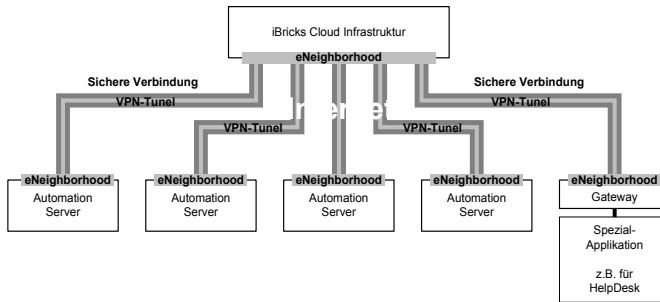 iBricks Cloud Infrastruktur
eNeighborhood
Sichere Verbindung
Sichere Verbindung
VPN-Tunel
VPN-Tunel
Internet
VPN-Tunel
VPN-Tunel
eNeighborhood
eNeighborhood
eNeighborhood
eNeighborhood
eNeighborhood
Automation
Server
Automation
Server
Automation
Server
Automation
Server
Gateway
Spezial-
Applikation
z.B. für
HelpDesk